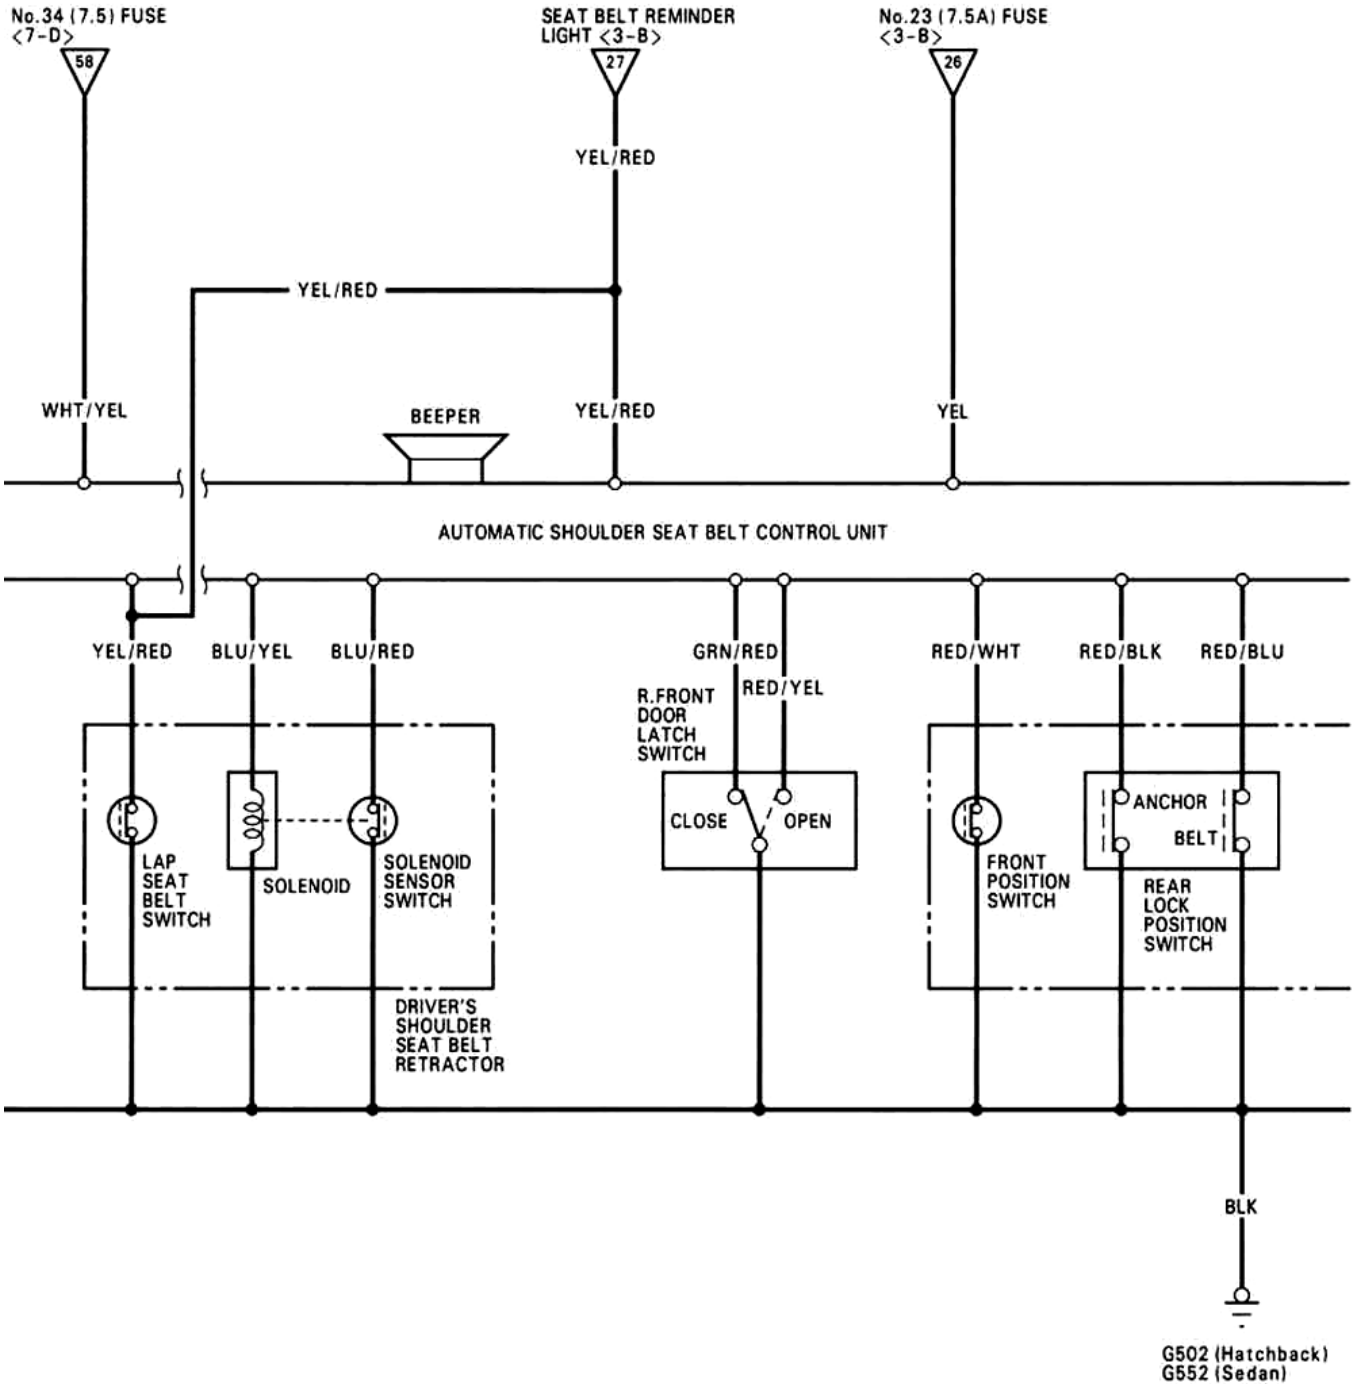 No.34 (7.5) FUSE
<7-D>
58
SEAT BELT REMINDER
LIGHT <3-B>
27
No.23 (7.5A) FUSE
<3-B>
26
YEL/RED
YEL/RED
WHT/YEL
BEEPER
YEL/RED
YEL
AUTOMATIC SHOULDER SEAT BELT CONTROL UNIT
YEL/RED
BLU/YEL
BLU/RED
GRN/RED
RED/YEL
RED/WHT
RED/BLK
RED/BLU
R.FRONT
DOOR
LATCH
SWITCH
CLOSE
OPEN
ANCHOR
BELT
LAP
SEAT
BELT
SWITCH
SOLENOID
SOLENOID
SENSOR
SWITCH
FRONT
POSITION
SWITCH
REAR
LOCK
POSITION
SWITCH
DRIVER'S
SHOULDER
SEAT BELT
RETRACTOR
BLK
G502 (Hatchback)
G552 (Sedan)